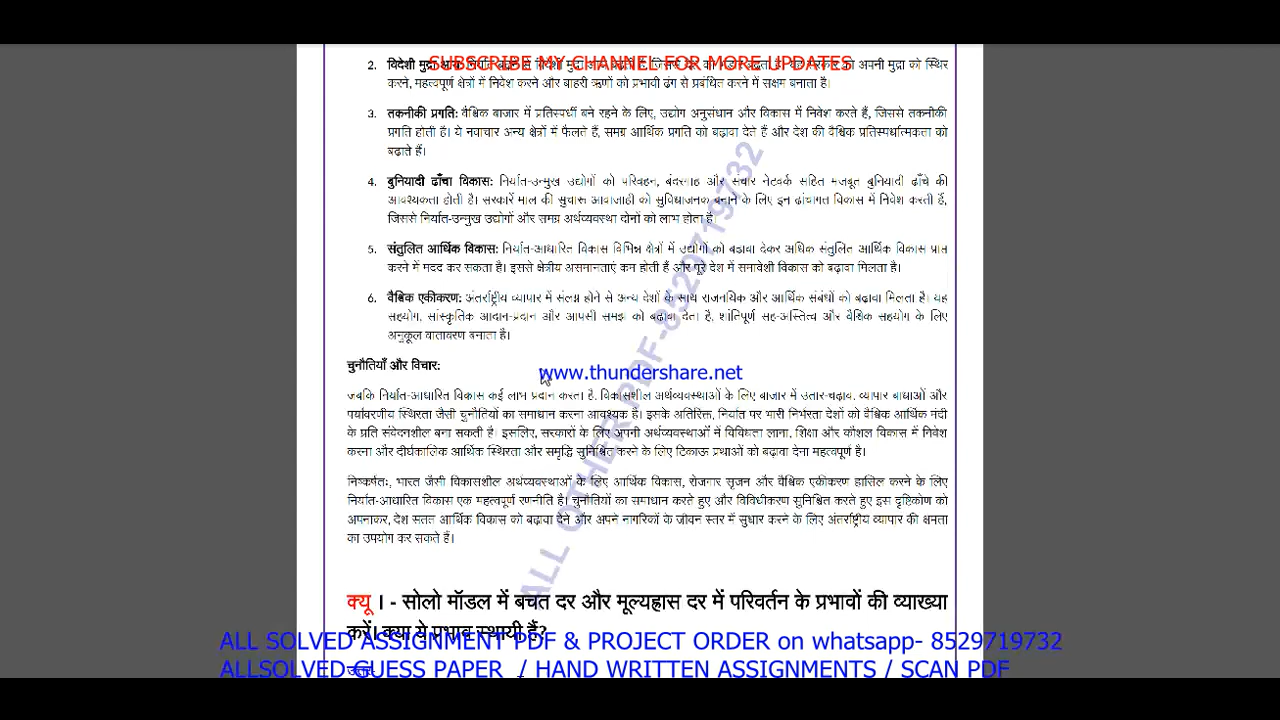 SUBSCRIBE MY CHANNEL FOR MORE UPDATES
2. विदेशी मुद्रा को अपनी मुद्रा को स्थिर
करने, महत्वपूर्ण क्षेत्रों में निवेश करने और बाहरी ऋणों को प्रभावी ढंग से प्रबंधित करने में सक्षम बनाता है।
3. तकनीकी प्रगति: वैश्विक बाजार में प्रतिस्पर्धी बने रहने के लिए, उद्योग अनुसंधान और विकास में निवेश करते हैं, जिससे तकनीकी
प्रगति होती है। ये नवाचार अन्य क्षेत्रों में फैलते हैं, समग्र आर्थिक प्रगति को बढ़ावा देते हैं और देश की वैश्विक प्रतिस्पर्धात्मकता को
बढ़ाते हैं।
4. बुनियादी ढाँचा विकास: निर्यात-उन्मुख उद्योगों को परिवहन, बंदरगाह और संचार नेटवर्क सहित मजबूत बुनियादी ढाँचे की
आवश्यकता होती है। सरकारें माल की सुचारू आवाजाही को सुविधाजनक बनाने के लिए इन ढांचागत विकास में निवेश करती हैं,
जिससे निर्यात-उन्मुख उद्योगों और समग्र अर्थव्यवस्था दोनों को लाभ होता है।
5. संतुलित आर्थिक विकास: निर्यात-आधारित विकास विभिन्न क्षेत्रों में उद्योगों को बढ़ावा देकर अधिक संतुलित आर्थिक विकास प्राप्त
करने में मदद कर सकता है। इससे क्षेत्रीय असमानताएं कम होती हैं और पूरे देश में समावेशी विकास को बढ़ावा मिलता है।
6. वैश्विक एकीकरण: अंतर्राष्ट्रीय व्यापार में संलग्न होने से अन्य देशों के साथ राजनयिक और आर्थिक संबंधों को बढ़ावा मिलता है। यह
सहयोग, सांस्कृतिक आदान-प्रदान और आपसी समझ को बढ़ावा देता है, शांतिपूर्ण सह-अस्तित्व और वैश्विक सहयोग के लिए
अनुकूल वातावरण बनाता है।
चुनौतियाँ और विचार:
www.thundershare.net
जबकि निर्यात-आधारित विकास कई लाभ प्रदान करता है, विकासशील अर्थव्यवस्थाओं के लिए बाजार में उतार-चढ़ाव, व्यापार बाधाओं और
पर्यावरणीय स्थिरता जैसी चुनौतियों का समाधान करना आवश्यक है। इसके अतिरिक्त, निर्यात पर भारी निर्भरता देशों को वैश्विक आर्थिक मंदी
के प्रति संवेदनशील बना सकती है। इसलिए, सरकारों के लिए अपनी अर्थव्यवस्थाओं में विविधता लाना, शिक्षा और कौशल विकास में निवेश
करना और दीर्घकालिक आर्थिक स्थिरता और समृद्धि सुनिश्चित करने के लिए टिकाऊ प्रथाओं को बढ़ावा देना महत्वपूर्ण है।
निष्कर्षतः, भारत जैसी विकासशील अर्थव्यवस्थाओं के लिए आर्थिक विकास, रोजगार सृजन और वैश्विक एकीकरण हासिल करने के लिए
निर्यात-आधारित विकास एक महत्वपूर्ण रणनीति है। चुनौतियों का समाधान करते हुए और विविधीकरण सुनिश्चित करते हुए इस दृष्टिकोण को
अपनाकर, देश सतत आर्थिक विकास को बढ़ावा देने और अपने नागरिकों के जीवन स्तर में सुधार करने के लिए अंतर्राष्ट्रीय व्यापार की क्षमता
का उपयोग कर सकते हैं।
ALL OTHER PDF-8529719732
क्यू । - सोलो मॉडल में बचत दर और मूल्यह्रास दर में परिवर्तन के प्रभावों की व्याख्या
करें। क्या ये प्रभाव स्थायी हैं?
ALL SOLVED ASSIGNMENT PDF & PROJECT ORDER on whatsapp- 8529719732
उत्तर-
ALLSOLVED GUESS PAPER / HAND WRITTEN ASSIGNMENTS / SCAN PDF